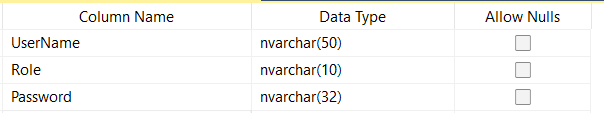 Column Name Data Type Allow Nulls
UserName nvarchar(50)
Role nvarchar(10)
Password nvarchar(32)